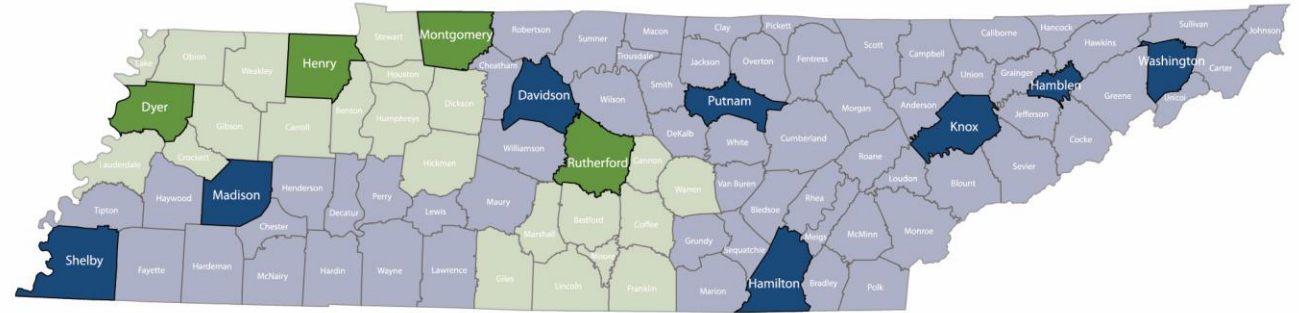 Lake
Obion
Weakley
Henry
Stewart
Montgomery
Robertson
Sumner
Macon
Trousdale
Clay
Pickett
Jackson
Overton
Fentress
Scott
Campbell
Caliborne
Hancock
Hawkins
Sullivan
Johnson
Carter
Washington
Unicoi
Greene
Hamblen
Grainger
Union
Jefferson
Cocke
Sevier
Knox
Anderson
Morgan
Roane
Loudon
Blount
Monroe
McMinn
Meigs
Rhea
Polk
Bradley
Hamilton
Sequatchie
Bledsoe
Marion
Grundy
Van Buren
Cumberland
White
Putnam
DeKalb
Smith
Wilson
Davidson
Cheatham
Williamson
Rutherford
Cannon
Warren
Coffee
Bedford
Moore
Marshall
Franklin
Lincoln
Giles
Maury
Lawrence
Lewis
Hickman
Dickson
Houston
Humphreys
Benton
Perry
Wayne
Hardin
Decatur
Henderson
Carroll
Gibson
Dyer
Crockett
Lauderdale
Haywood
Madison
Chester
McNairy
Hardeman
Fayette
Tipton
Shelby